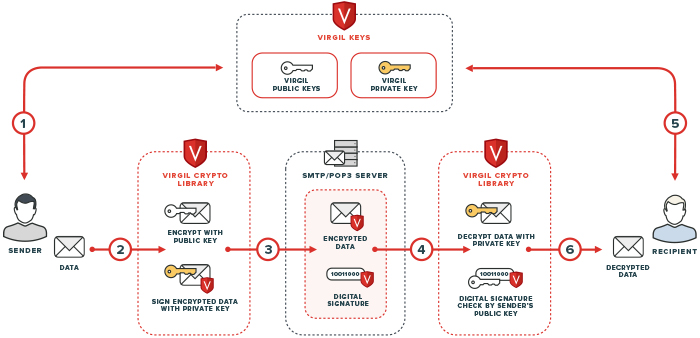 V
VIRGIL KEYS
VIRGIL
PUBLIC KEYS
VIRGIL
PRIVATE KEY
1
5
V
VIRGIL CRYPTO
LIBRARY
SMTP/POP3 SERVER
V
VIRGIL CRYPTO
LIBRARY
ENCRYPT WITH
PUBLIC KEY
ENCRYPTED
DATA
DECRYPT DATA WITH
PRIVATE KEY
SENDER
DATA
2
3
4
6
RECIPIENT
DECRYPTED
DATA
SIGN ENCRYPTED DATA
WITH PRIVATE KEY
10011000
DIGITAL
SIGNATURE
10011000
DIGITAL SIGNATURE
CHECK BY SENDER'S
PUBLIC KEY